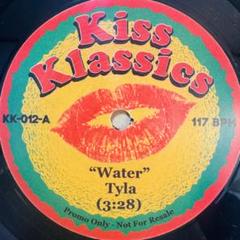 Kiss
Klassics
KK-012-A
117 BPM
“Water”
Tyla
(3:28)
Promo Only - Not For Resale